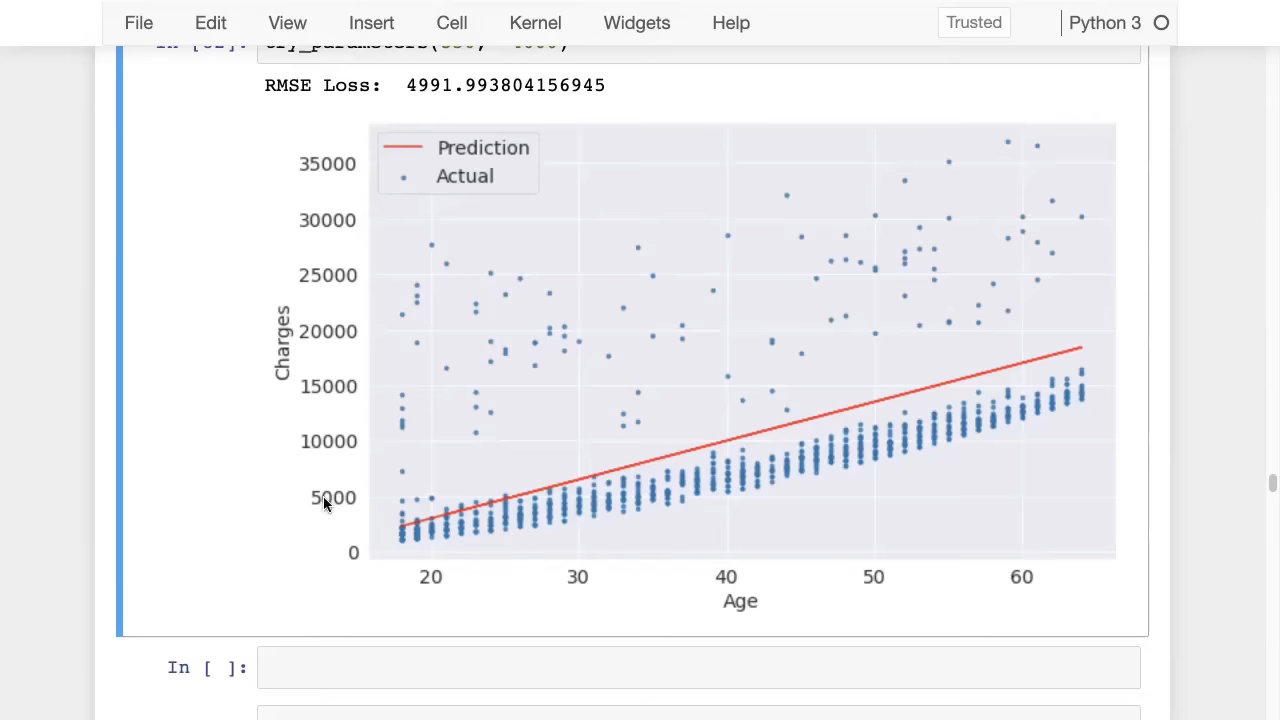 File Edit View Insert Cell Kernel Widgets Help Trusted Python 3
RMSE Loss: 4991.993804156945
Prediction
Actual
35000
30000
25000
20000
15000
10000
5000
0
Charges
20 30 40 50 60
Age
In [ ]: